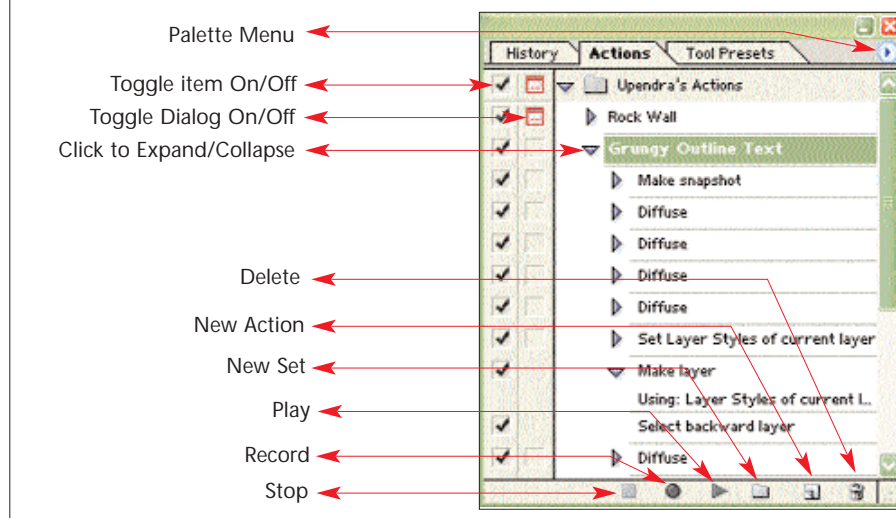 Palette Menu
History Actions Tool Presets
Toggle item On/Off
Upendra's Actions
Toggle Dialog On/Off
Rock Wall
Click to Expand/Collapse
Grungy Outline Text
Make snapshot
Diffuse
Diffuse
Delete
Diffuse
Diffuse
New Action
Set Layer Styles of current layer
New Set
Make layer
Using: Layer Styles of current l...
Play
Select backward layer
Record
Diffuse
Stop